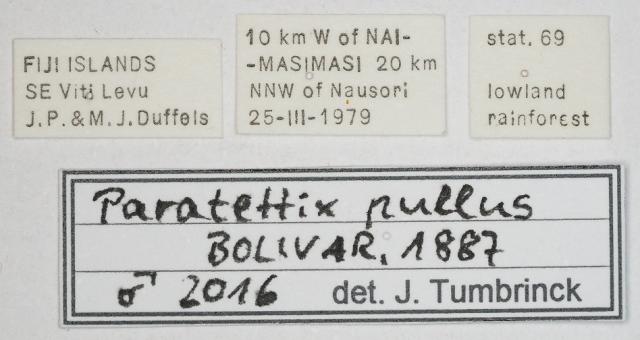 FIJI ISLANDS
SE Viti Levu
J.P.&M.J.Duffels
10 km W of NAI-
-MASIMASI 20 km
NNW of Nausori
25-III-1979
stat. 69
lowland
rainforest
Paratettix pullus
BOLIVAR, 1887
♂ 2016 det. J. Tumbrinck